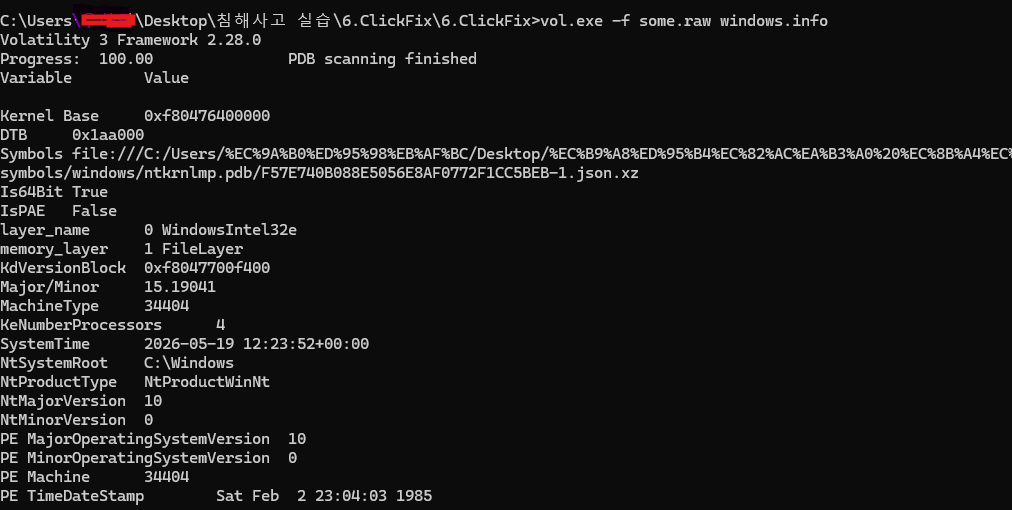 C:\Users\ \Desktop\침해사고 실습\6.ClickFix\6.ClickFix>vol.exe -f some.raw windows.info
Volatility 3 Framework 2.28.0
Progress:  100.00               PDB scanning finished
Variable        Value
Kernel Base     0xf80476400000
DTB     0x1aa000
Symbols file:///C:/Users/%EC%9A%B0%ED%95%98%EB%AF%BC/Desktop/%EC%B9%A8%ED%95%B4%EC%82%AC%EA%B3%A0%20%EC%8B%A4%EC%
symbols/windows/ntkrnlmp.pdb/F57E740B088E5056E8AF0772F1CC5BEB-1.json.xz
Is64Bit True
IsPAE   False
layer_name      0 WindowsIntel32e
memory_layer    1 FileLayer
KdVersionBlock  0xf8047700f400
Major/Minor     15.19041
MachineType     34404
KeNumberProcessors      4
SystemTime      2026-05-19 12:23:52+00:00
NtSystemRoot    C:\Windows
NtProductType   NtProductWinNt
NtMajorVersion  10
NtMinorVersion  0
PE MajorOperatingSystemVersion  10
PE MinorOperatingSystemVersion  0
PE Machine      34404
PE TimeDateStamp        Sat Feb  2 23:04:03 1985